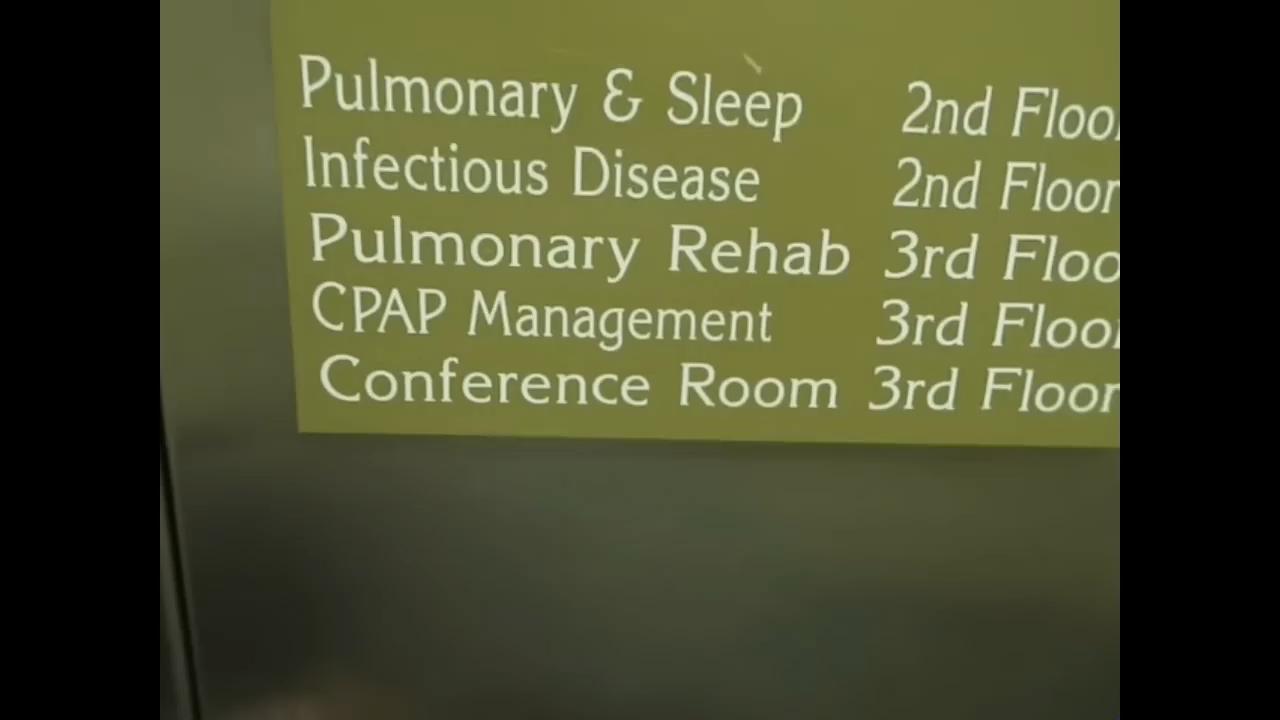 Pulmonary & Sleep 2nd Floor
Infectious Disease 2nd Floor
Pulmonary Rehab 3rd Floo
CPAP Management 3rd Floor
Conference Room 3rd Floor